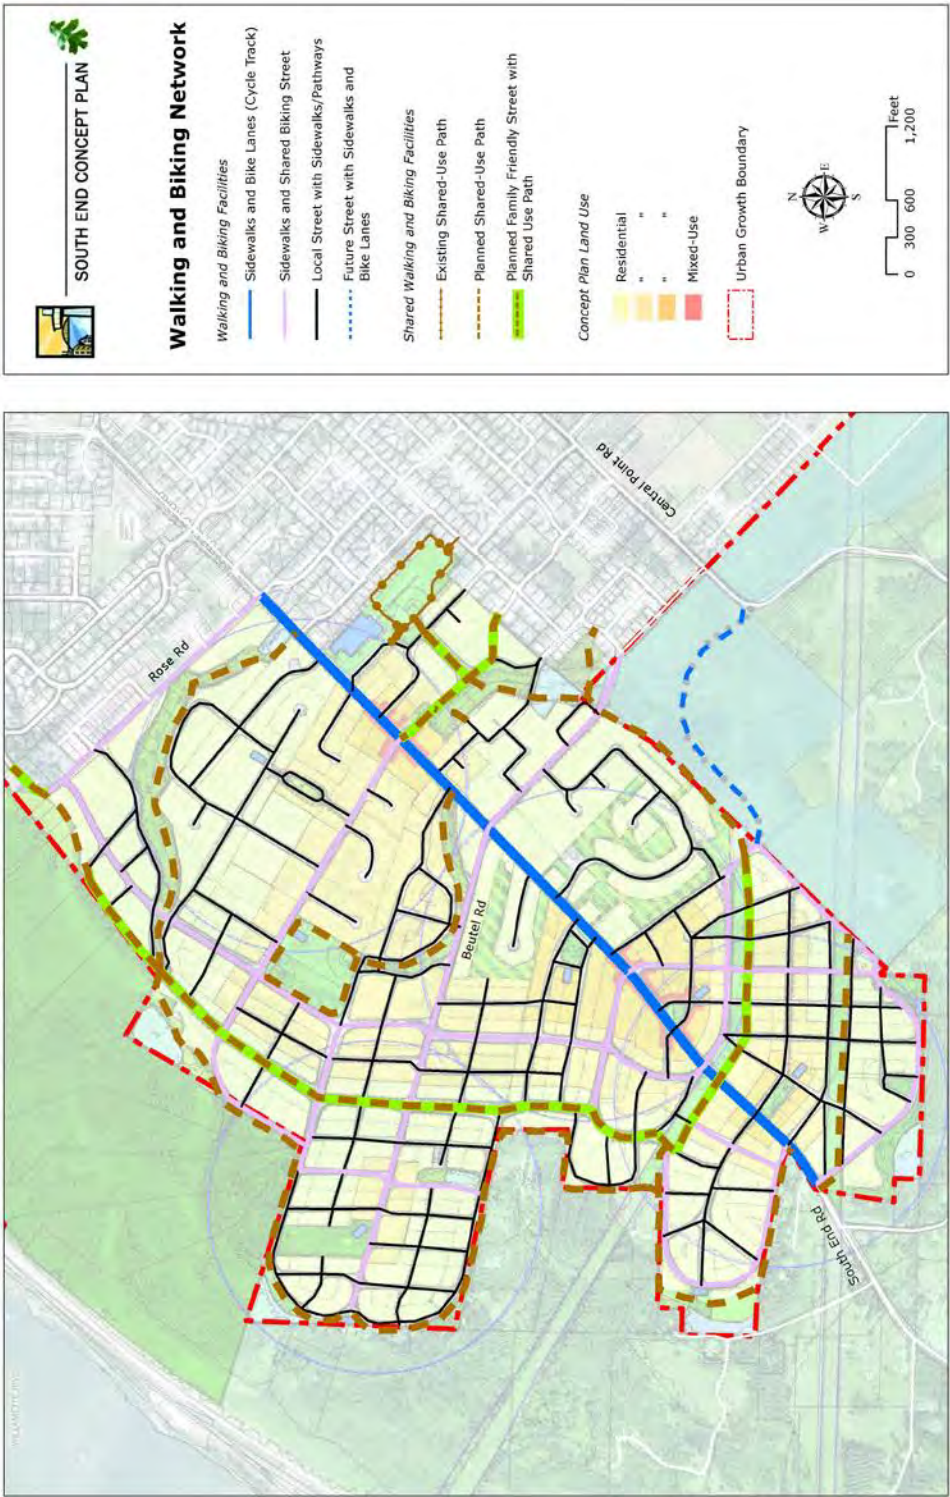 SOUTH END CONCEPT PLAN
Walking and Biking Network
Walking and Biking Facilities
Sidewalks and Bike Lanes (Cycle Track)
Sidewalks and Shared Biking Street
Local Street with Sidewalks/Pathways
Future Street with Sidewalks and
Bike Lanes
Shared Walking and Biking Facilities
Existing Shared-Use Path
Planned Shared-Use Path
Planned Family Friendly Street with
Shared Use Path
Concept Plan Land Use
Residential
" "
" "
Mixed-Use
Urban Growth Boundary
N
W E
S
0 300 600 1,200
Feet
Rose Rd
Central Point Rd
Beutel Rd
South End Rd